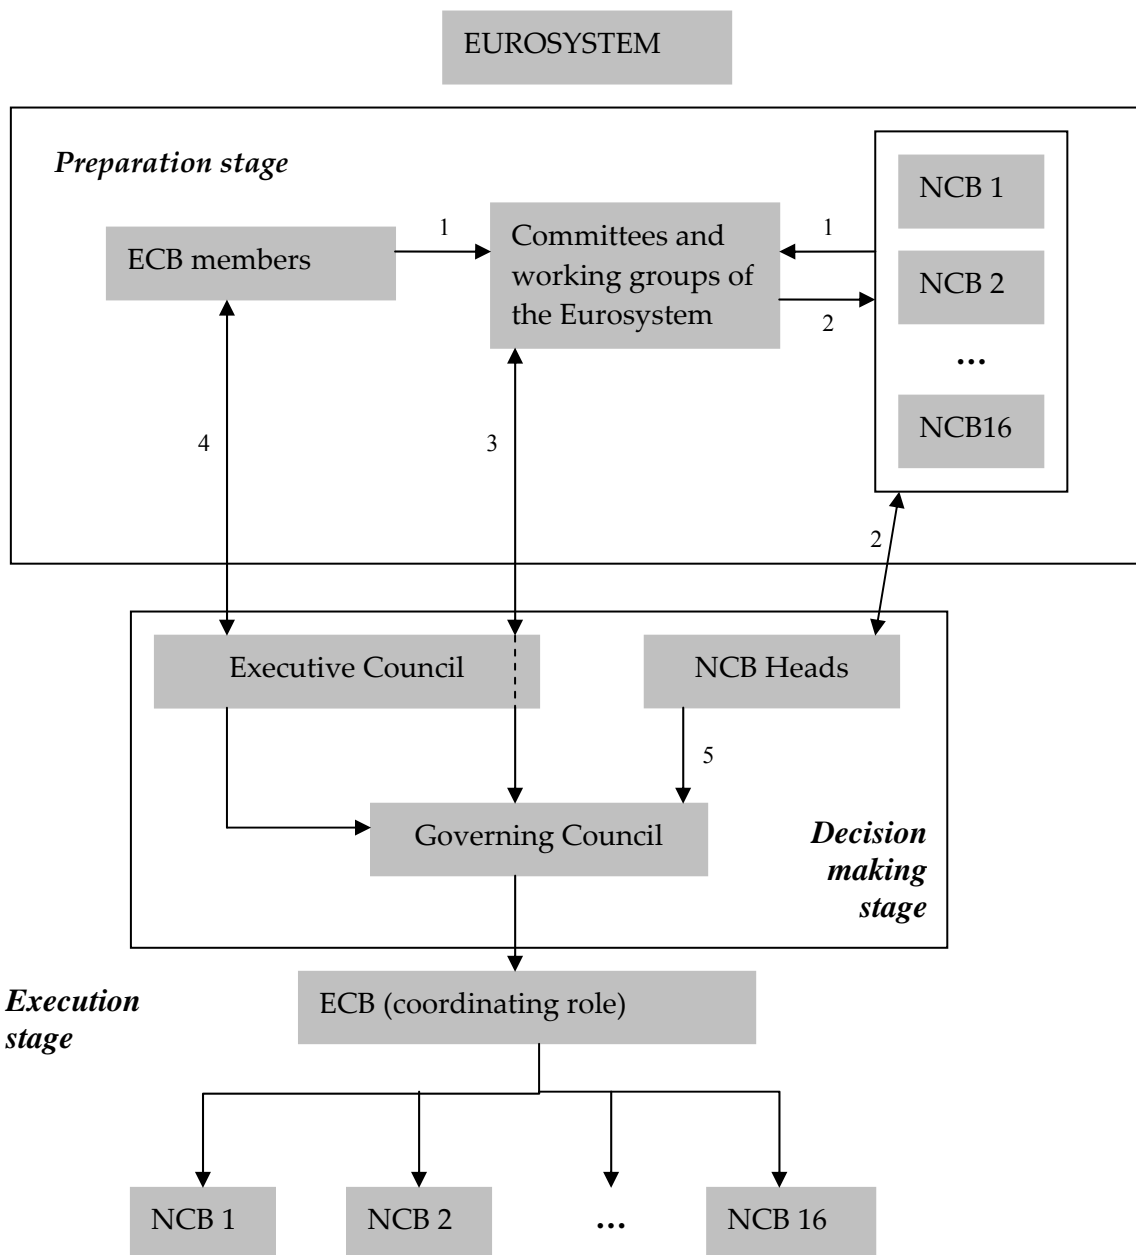 EUROSYSTEM
Preparation stage
NCB 1
1
1
Committees and
ECB members
working groups of
NCB 2
the Eurosystem
2
...
NCB16
4
3
2
Executive Council
NCB Heads
5
Governing Council
Decision
making
stage
ECB (coordinating role)
Execution
stage
NCB 1
NCB 2
...
NCB 16